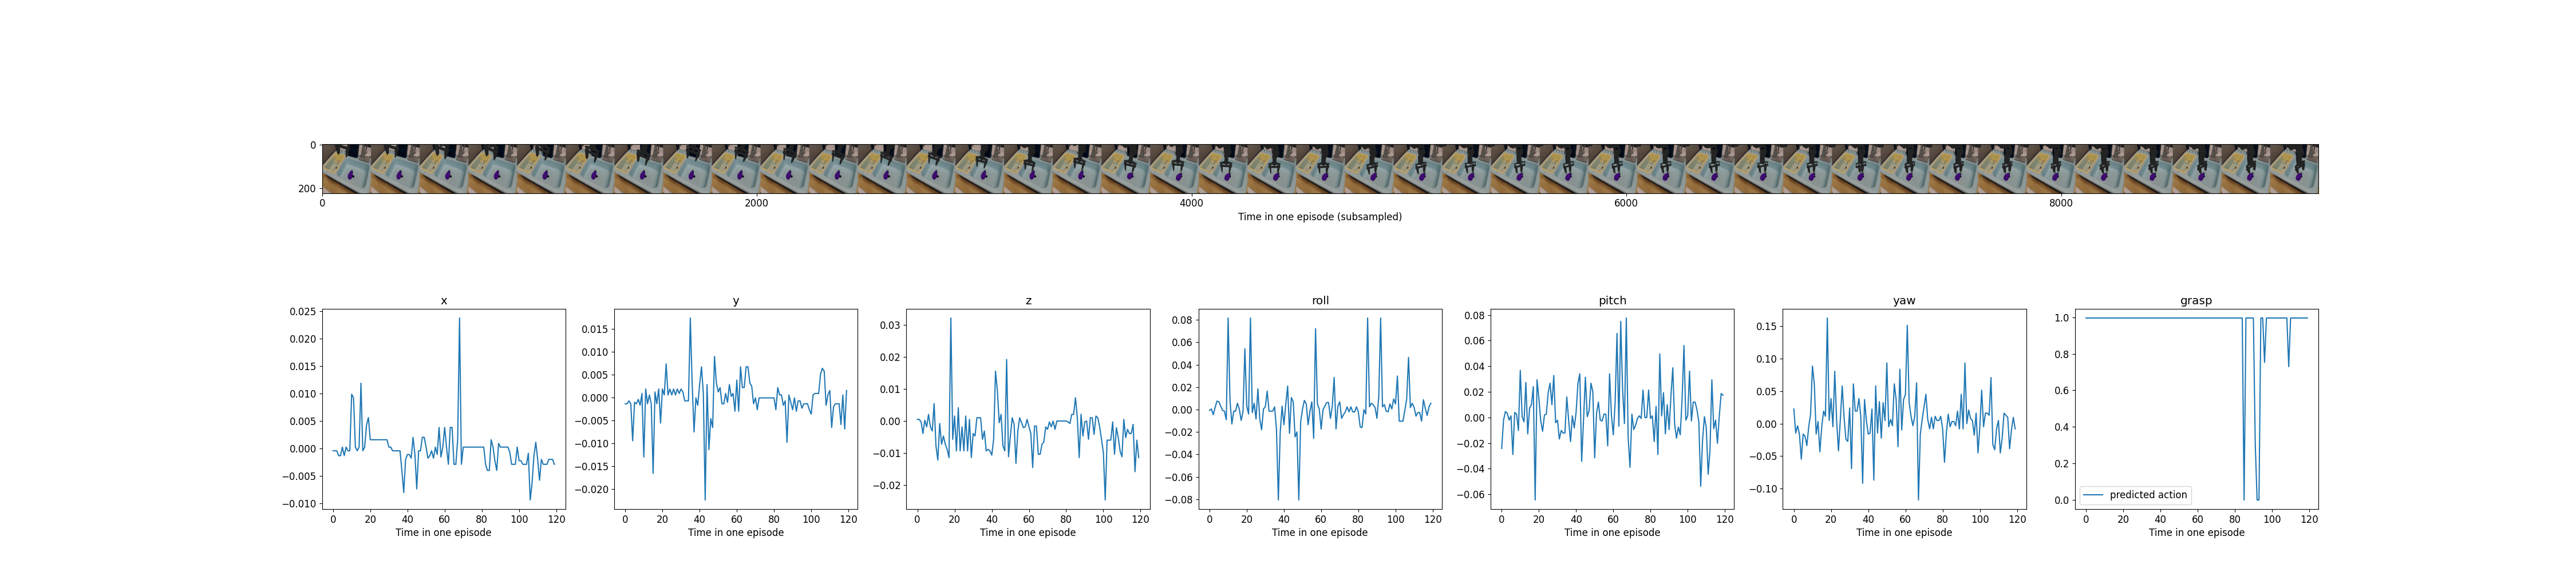 0
200
0 2000 4000 6000 8000
Time in one episode (subsampled)
x
0.025
0.020
0.015
0.010
0.005
0.000
−0.005
−0.010
0 20 40 60 80 100 120
Time in one episode
y
0.015
0.010
0.005
0.000
−0.005
−0.010
−0.015
−0.020
0 20 40 60 80 100 120
Time in one episode
z
0.03
0.02
0.01
0.00
−0.01
−0.02
0 20 40 60 80 100 120
Time in one episode
roll
0.08
0.06
0.04
0.02
0.00
−0.02
−0.04
−0.06
−0.08
0 20 40 60 80 100 120
Time in one episode
pitch
0.08
0.06
0.04
0.02
0.00
−0.02
−0.04
−0.06
0 20 40 60 80 100 120
Time in one episode
yaw
0.15
0.10
0.05
0.00
−0.05
−0.10
0 20 40 60 80 100 120
Time in one episode
grasp
1.0
0.8
0.6
0.4
0.2
0.0
predicted action
0 20 40 60 80 100 120
Time in one episode